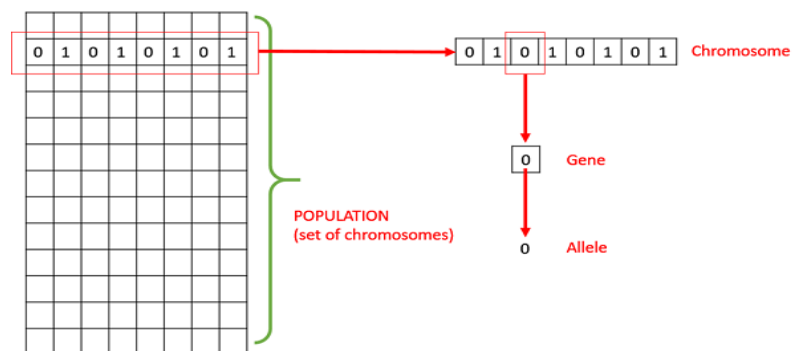 0 1 0 1 0 1 0 1
0 1 0 1 0 1 0 1 Chromosome
0 Gene
POPULATION
(set of chromosomes)
0 Allele